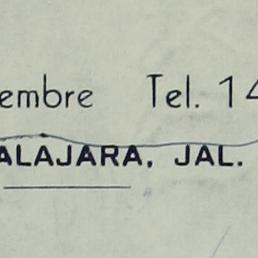 embre Tel. 14
ALAJARA, JAL.